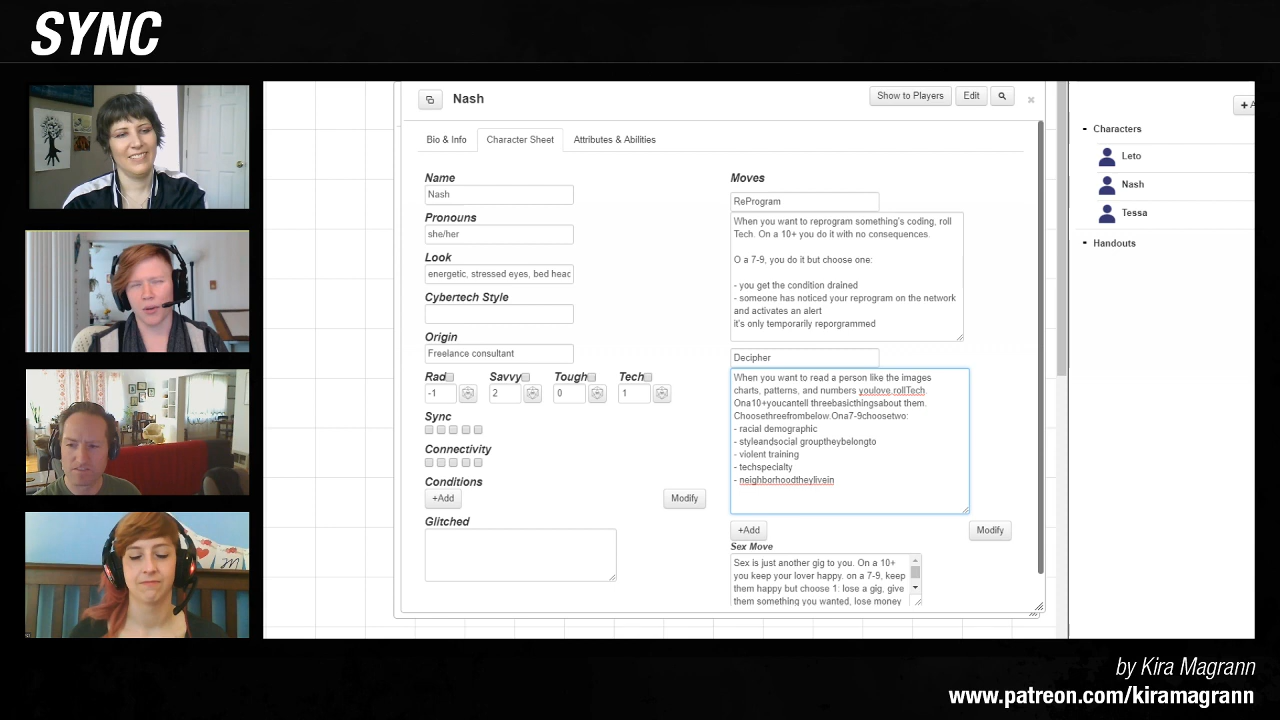 SYNC
Nash
Show to Players
Edit
Bio & Info
Character Sheet
Attributes & Abilities
Name
Nash
Pronouns
she/her
Look
energetic, stressed eyes, bed heac
Cybertech Style
Origin
Freelance consultant
Rad
Savvy
Tough
Tech
-1
2
0
1
Sync
Connectivity
Conditions
+Add
Modify
Glitched
Moves
ReProgram
When you want to reprogram something's coding, roll
Tech. On a 10+ you do it with no consequences.
O a 7-9, you do it but choose one:
- you get the condition drained
- someone has noticed your reprogram on the network
and activates an alert
it's only temporarily reporgrammed
Decipher
When you want to read a person like the images
charts, patterns, and numbers youlove,rollTech.
Ona10+youcantell threebasicthingsabout them.
Choosethreefrombelow.Ona7-9choosetwo:
- racial demographic
- styleandsocial grouptheybelongto
- violent training
- techspecialty
- neighborhoodtheylivein
+Add
Modify
Sex Move
Sex is just another gig to you. On a 10+
you keep your lover happy. on a 7-9, keep
them happy but choose 1: lose a gig, give
them something you wanted, lose money
+ A
Characters
Leto
Nash
Tessa
Handouts
by Kira Magrann
www.patreon.com/kiramagrann